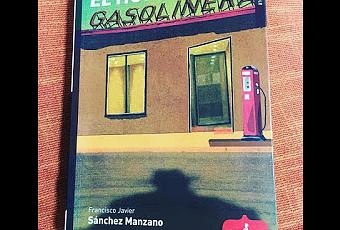 GASOLINERA
Francisco Javier
Sánchez Manzano